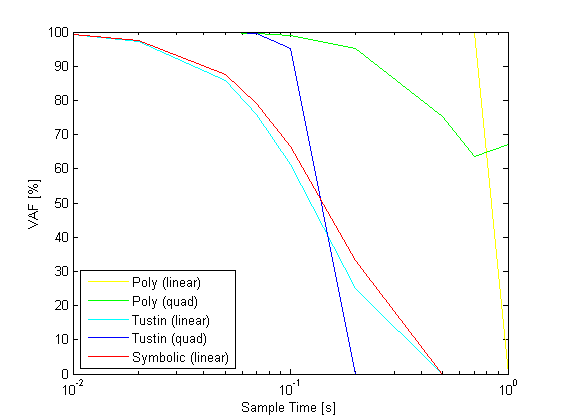 100
90
80
70
60
50
40
30
20
10
0
VAF [%]
Poly (linear)
Poly (quad)
Tustin (linear)
Tustin (quad)
Symbolic (linear)
10^-2
10^-1
10^0
Sample Time [s]